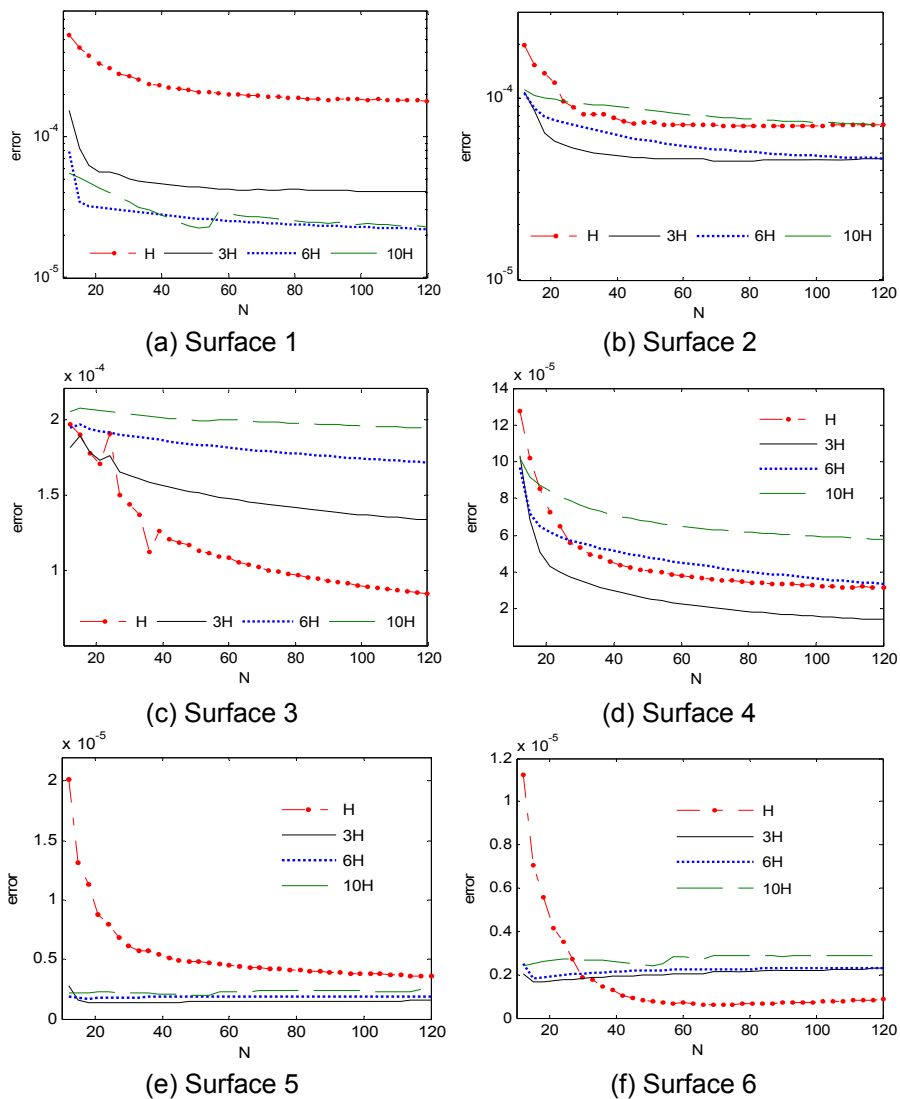 10^-4
10^-5
error
20 40 60 80 100 120
N
H 3H 6H 10H
(a) Surface 1
10^-4
10^-5
error
20 40 60 80 100 120
N
H 3H 6H 10H
(b) Surface 2
x 10^-4
2
1.5
1
error
20 40 60 80 100 120
N
H 3H 6H 10H
(c) Surface 3
x 10^-5
14
12
10
8
6
4
2
error
20 40 60 80 100 120
N
H
3H
6H
10H
(d) Surface 4
x 10^-5
2
1.5
1
0.5
0
error
20 40 60 80 100 120
N
H
3H
6H
10H
(e) Surface 5
x 10^-5
1.2
1
0.8
0.6
0.4
0.2
0
error
20 40 60 80 100 120
N
H
3H
6H
10H
(f) Surface 6